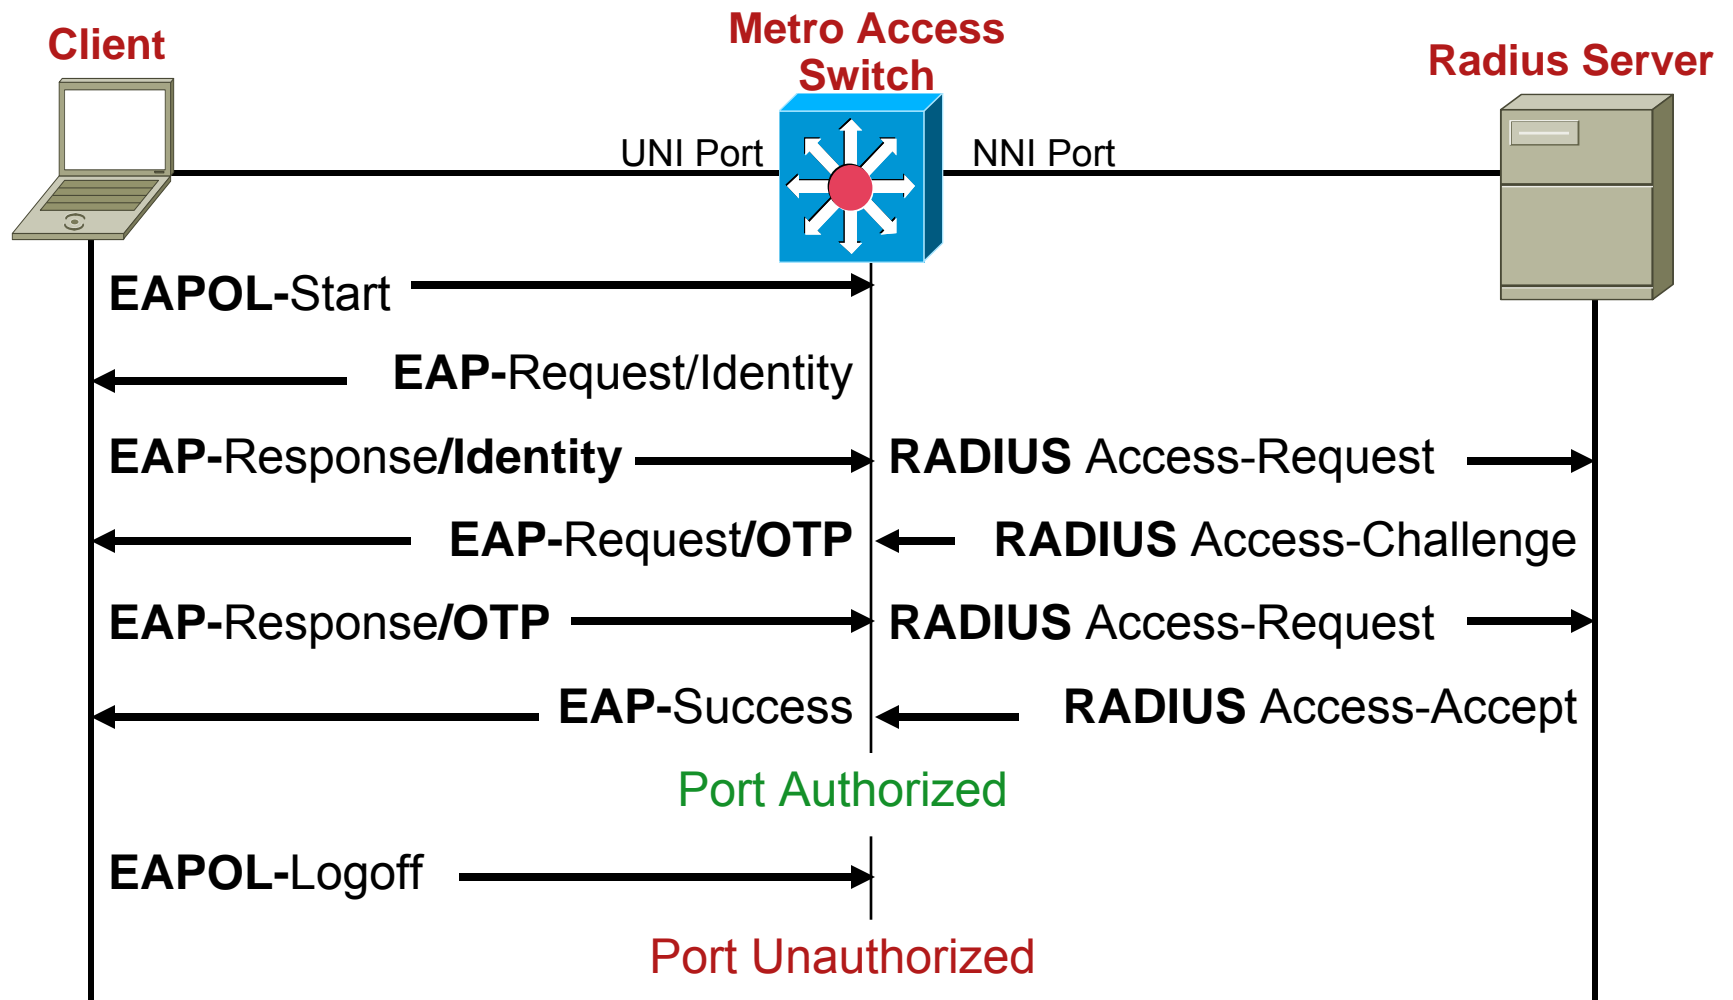 Client
Metro Access
Switch
Radius Server
UNI Port
NNI Port
EAPOL-Start
EAP-Request/Identity
EAP-Response/Identity
RADIUS Access-Request
EAP-Request/OTP
RADIUS Access-Challenge
EAP-Response/OTP
RADIUS Access-Request
EAP-Success
RADIUS Access-Accept
Port Authorized
EAPOL-Logoff
Port Unauthorized